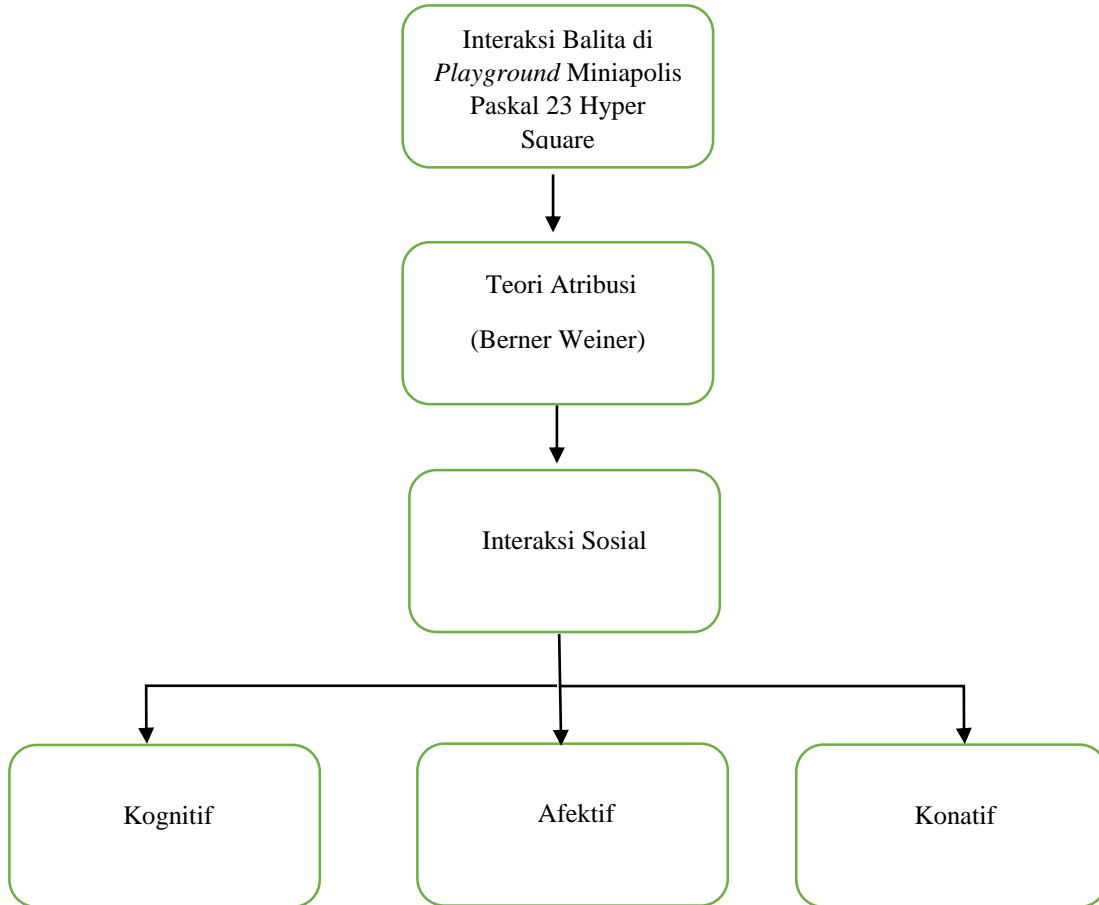 Interaksi Balita di
Playground Miniapolis
Paskal 23 Hyper
Square
Teori Atribusi
(Berner Weiner)
Interaksi Sosial
Kognitif
Afektif
Konatif